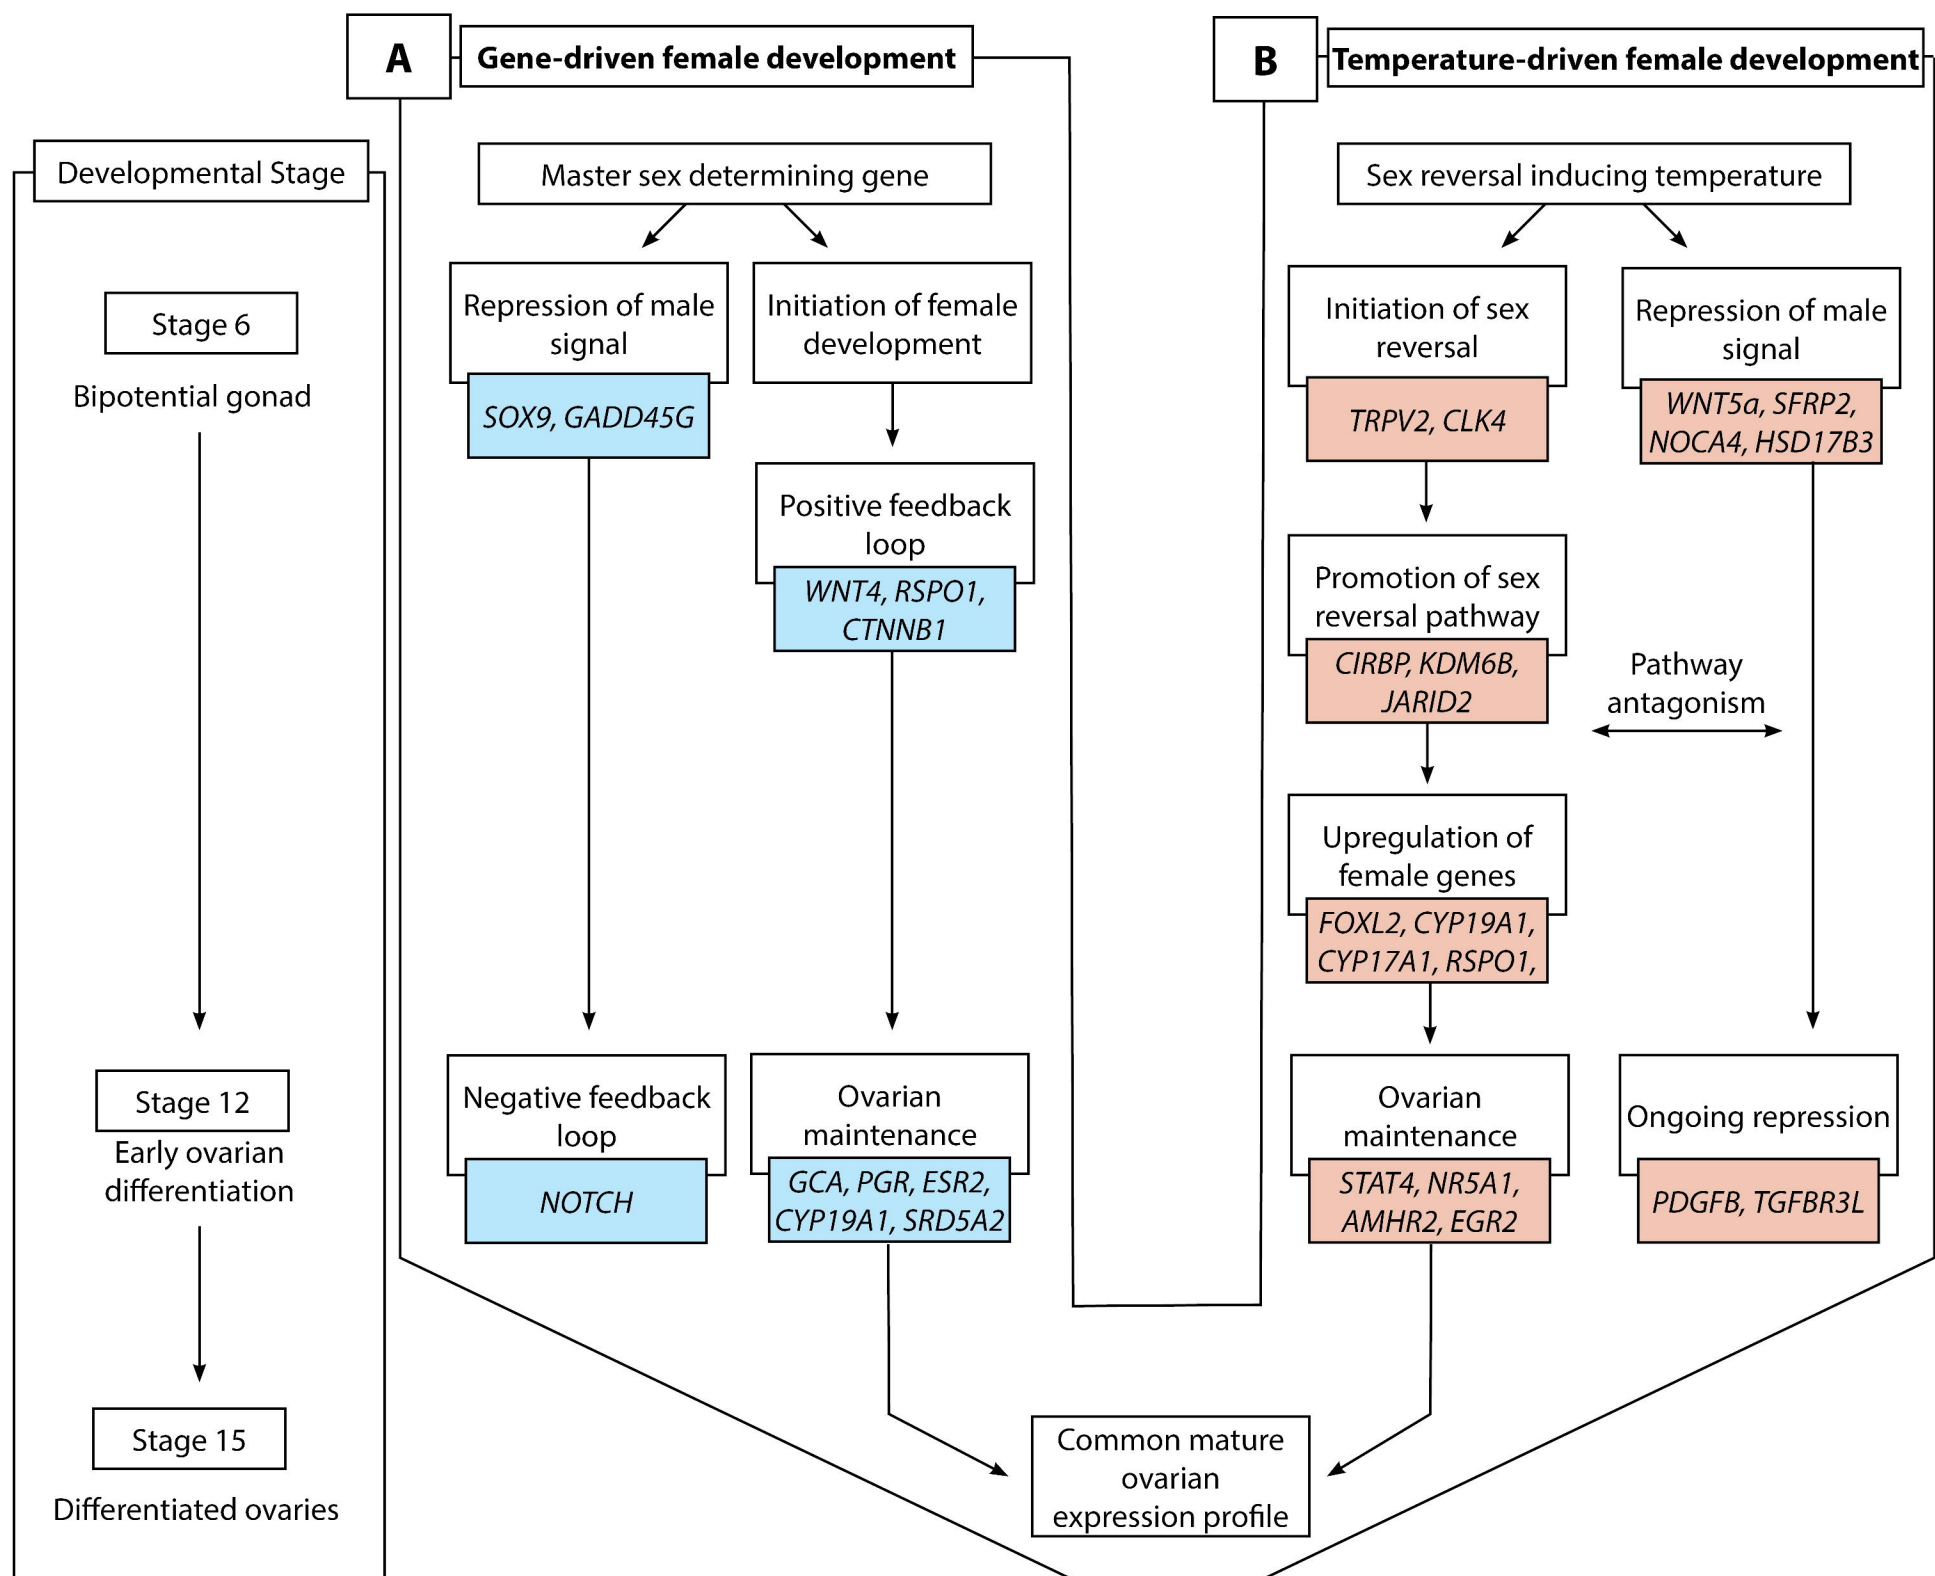 A
Gene-driven female development
B
Temperature-driven female development
Developmental Stage
Stage 6
Bipotential gonad
Stage 12
Early ovarian
differentiation
Stage 15
Differentiated ovaries
Master sex determining gene
Repression of male
signal
SOX9, GADD45G
Initiation of female
development
Positive feedback
loop
WNT4, RSPO1,
CTNNB1
Negative feedback
loop
NOTCH
Ovarian
maintenance
GCA, PGR, ESR2,
CYP19A1, SRD5A2
Sex reversal inducing temperature
Initiation of sex
reversal
TRPV2, CLK4
Repression of male
signal
WNT5a, SFRP2,
NOCA4, HSD17B3
Promotion of sex
reversal pathway
CIRBP, KDM6B,
JARID2
Pathway
antagonism
Upregulation of
female genes
FOXL2, CYP19A1,
CYP17A1, RSPO1,
Ovarian
maintenance
STAT4, NR5A1,
AMHR2, EGR2
Ongoing repression
PDGFB, TGFBR3L
Common mature
ovarian
expression profile